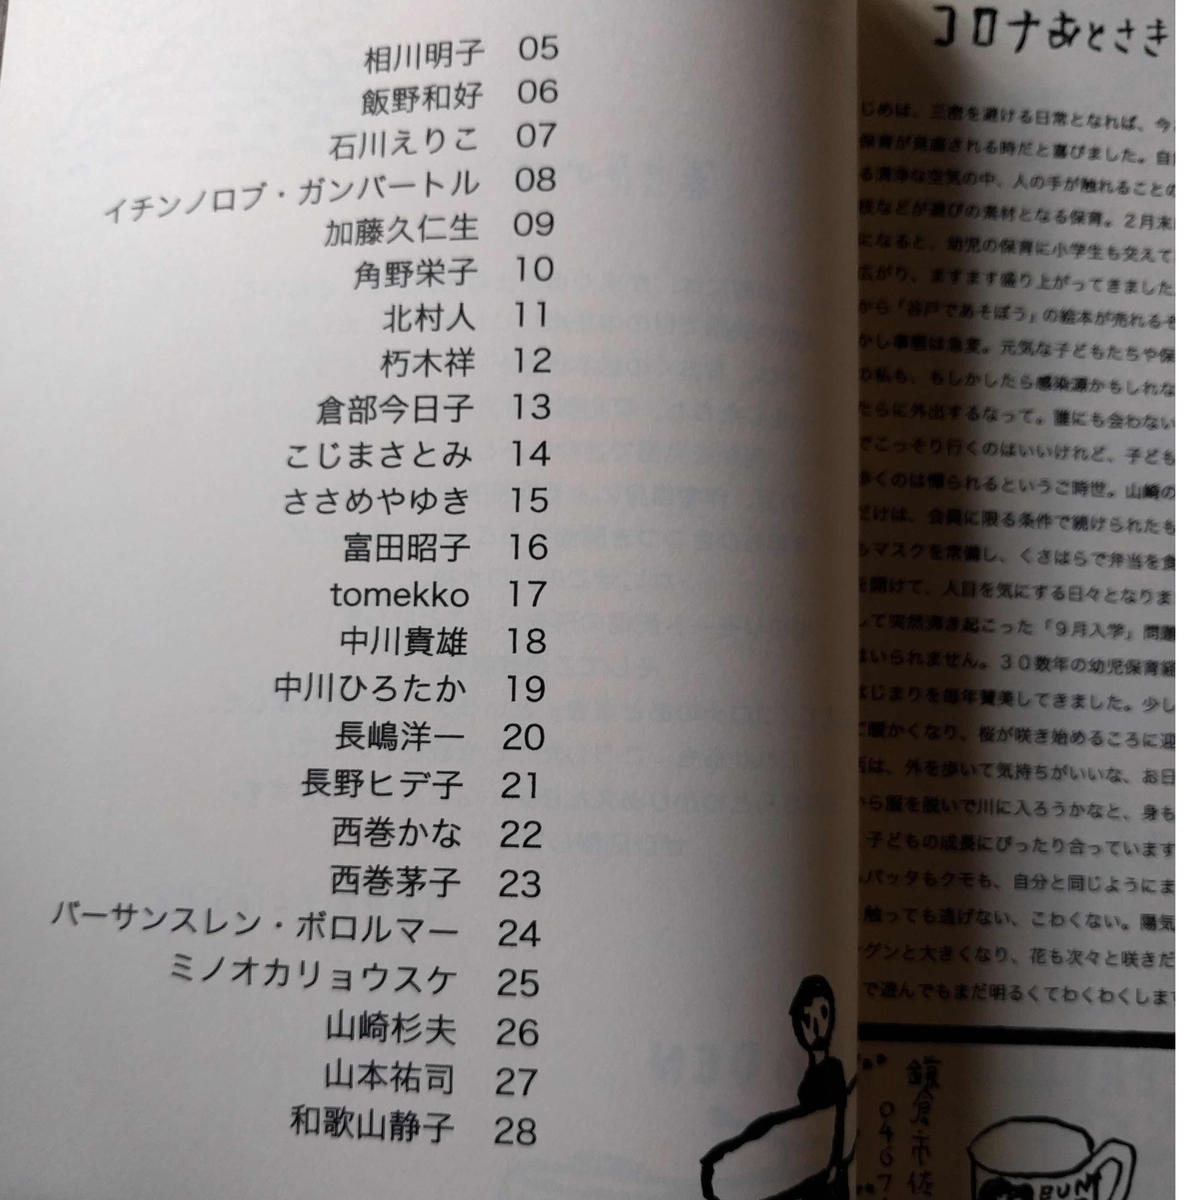 相川明子 05
飯野和好 06
石川えりこ 07
イチンノロブ・ガンバートル 08
加藤久仁生 09
角野栄子 10
北村人 11
朽木祥 12
倉部今日子 13
こじまさとみ 14
ささめやゆき 15
富田昭子 16
tomekko 17
中川貴雄 18
中川ひろたか 19
長嶋洋一 20
長野ヒデ子 21
西巻かな 22
西巻茅子 23
バーサンスレン・ボロルマー 24
ミノオカリョウスケ 25
山崎杉夫 26
山本祐司 27
和歌山静子 28
コロナあとさき
じめは、三密を避ける日常となれば、今
保育が見直される時だと喜びました。自
る清浄な空気の中、人の手が触れることの
枝などが遊びの素材となる保育。2月末
になると、幼児の保育に小学生も交えて
広がり、ますます盛り上がってきました
から「谷戸であそぼう」の絵本が売れるぞ
かし事態は急変。元気な子どもたちや保
の私も、もしかしたら感染源かもしれな
たらに外出するなって。誰にも会わない
でこっそり行くのはいいけれど、子ども
歩くのは憚られるというご時世。山崎の
だけは、会員に限る条件で続けられたも
もマスクを常備し、くさはらで弁当を食
を開けて、人目を気にする日々となりま
して突然沸き起こった「9月入学」問題
はいられません。30数年の幼児保育経
はじまりを毎年賛美してきました。少し
に暖かくなり、桜が咲き始めるころに迎
活は、外を歩いて気持ちがいいな、お日
から服を脱いで川に入ろうかなと、身も
、子どもの成長にぴったり合っています
バッタもクモも、自分と同じようにま
触っても逃げない、こわくない。陽気
ングンと大きくなり、花も次々と咲きだ
で遊んでもまだ明るくてわくわくしま
鎌倉市佐
0467
BUN